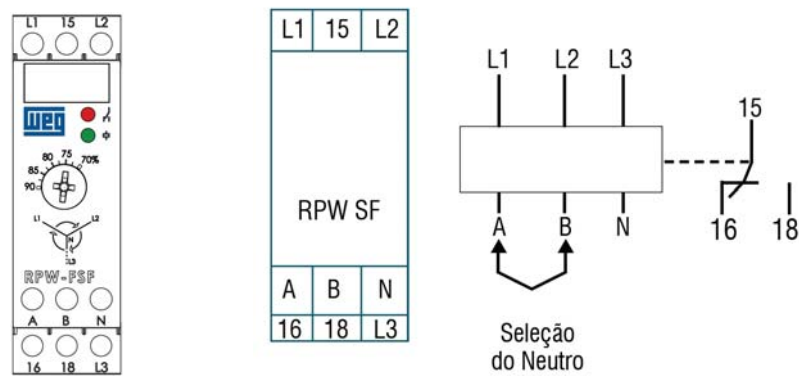 L1 15 L2
WEG
90 85 80 75 70%
L1 L2
N
L3
RPW-FSF
A B N
16 18 L3
L1 15 L2
RPW SF
A B N
16 18 L3
L1 L2 L3
15
A B N
16 18
Seleção
do Neutro